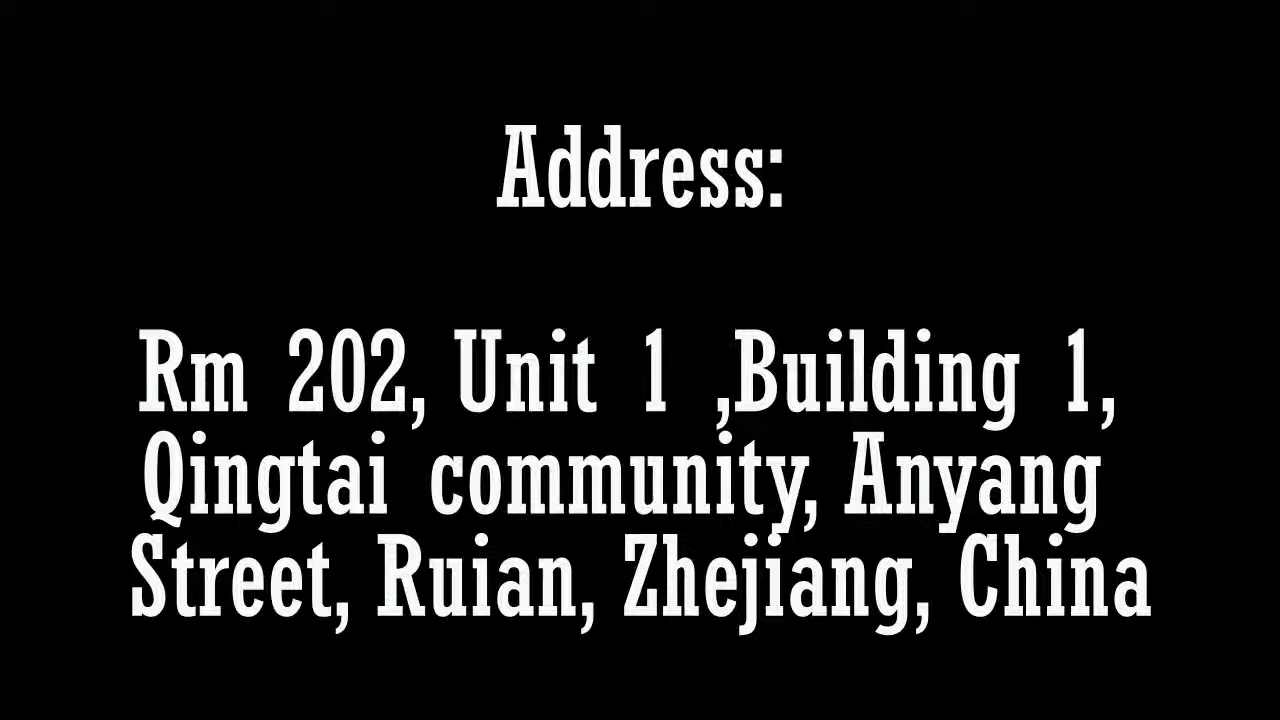 Address:
Rm 202, Unit 1 ,Building 1,
Qingtai community, Anyang
Street, Ruian, Zhejiang, China